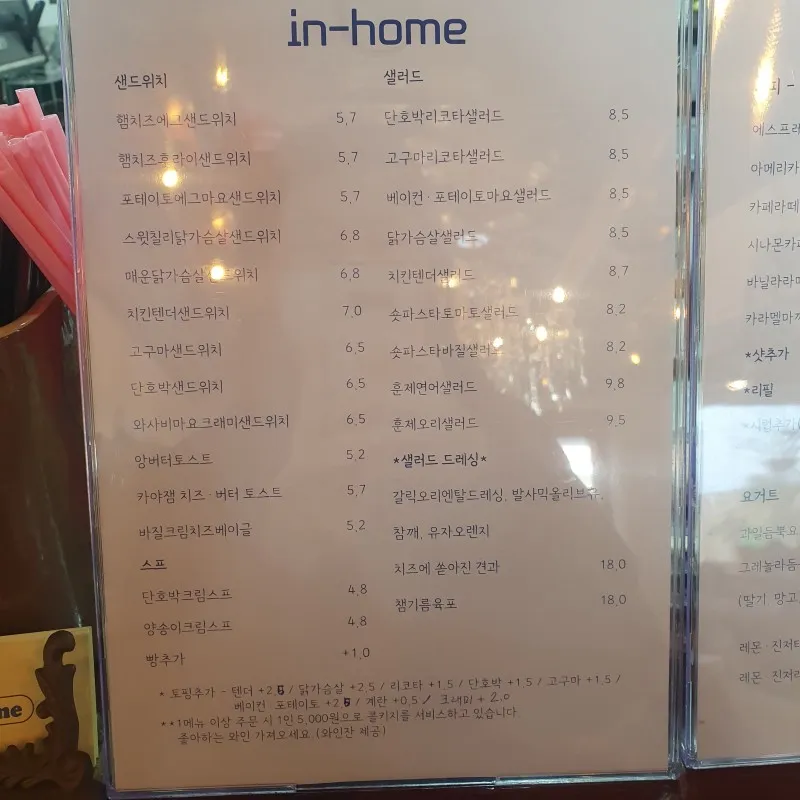 in-home
샌드위치
햄치즈에그샌드위치 5.7
햄치즈후라이샌드위치 5.7
포테이토에그마요샌드위치 5.7
스윗칠리닭가슴살샌드위치 6.8
매운닭가슴살샌드위치 6.8
치킨텐더샌드위치 7.0
고구마샌드위치 6.5
단호박샌드위치 6.5
와사비마요크래미샌드위치 6.5
앙버터토스트 5.2
카야잼 치즈·버터 토스트 5.7
바질크림치즈베이글 5.2
스프
단호박크림스프 4.8
양송이크림스프 4.8
빵추가 +1.0
샐러드
단호박리코타샐러드 8.5
고구마리코타샐러드 8.5
베이컨·포테이토마요샐러드 8.5
닭가슴살샐러드 8.5
치킨텐더샐러드 8.7
숏파스타토마토샐러드 8.2
숏파스타바질샐러드 8.2
훈제연어샐러드 9.8
훈제오리샐러드 9.5
*샐러드 드레싱*
갈릭오리엔탈드레싱, 발사믹올리브유,
참깨, 유자오렌지
치즈에 쏟아진 견과 18.0
챔기름육포 18.0
* 토핑추가 - 텐더 +2.5 / 닭가슴살 +2.5 / 리코타 +1.5 / 단호박 +1.5 / 고구마 +1.5 /
베이컨 포테이토 +2.5 / 계란 +0.5 / 크래미 + 2.0
**1메뉴 이상 주문 시 1인 5,000원으로 콜키지를 서비스하고 있습니다
좋아하는 와인 가져오세요 (와인잔 제공)
피 -
에스프레
아메리카
카페라떼
시나몬카
바닐라라
카라멜마
*샷추가
*리필
*시럽추가(
요거트
과일듬뿍요
그래놀라듬
(딸기 망고
레몬·진저
레몬·진저
me